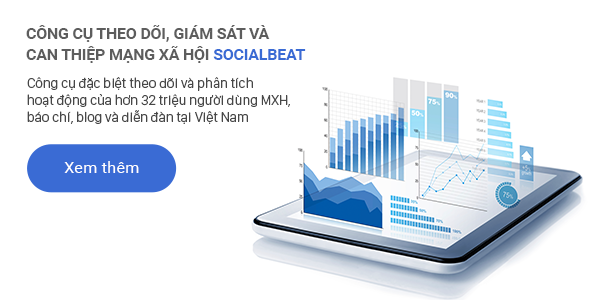 CÔNG CỤ THEO DÕI, GIÁM SÁT VÀ
CAN THIỆP MẠNG XÃ HỘI SOCIALBEAT
Công cụ đặc biệt theo dõi và phân tích
hoạt động của hơn 32 triệu người dùng MXH,
báo chí, blog và diễn đàn tại Việt Nam
Xem thêm
50%
75%
90%
75%